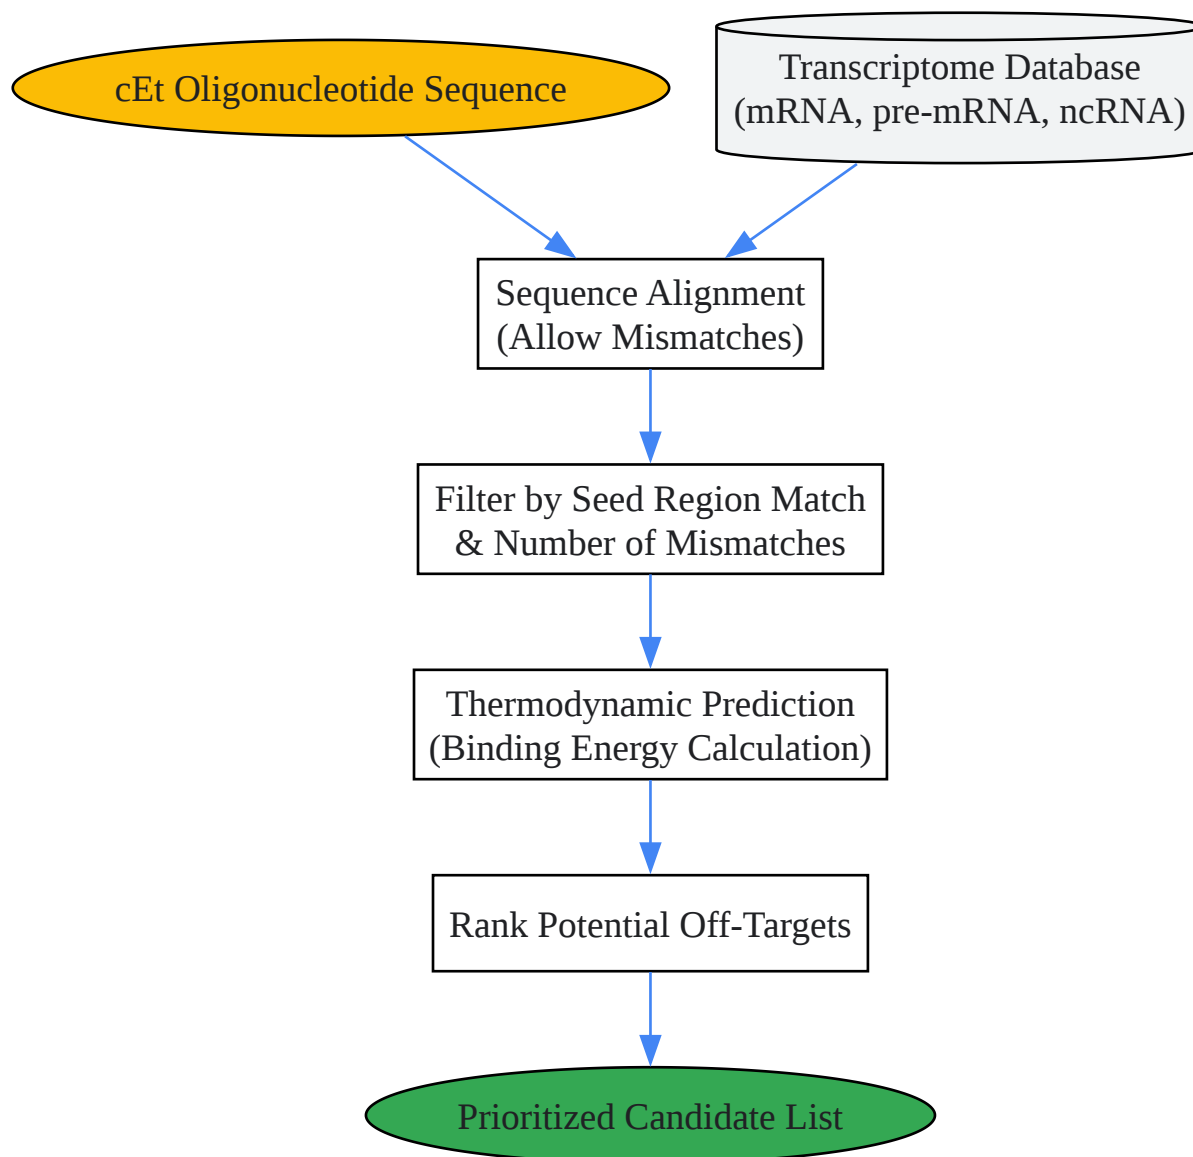 cEt Oligonucleotide Sequence
Transcriptome Database
(mRNA, pre-mRNA, ncRNA)
Sequence Alignment
(Allow Mismatches)
Filter by Seed Region Match
& Number of Mismatches
Thermodynamic Prediction
(Binding Energy Calculation)
Rank Potential Off-Targets
Prioritized Candidate List